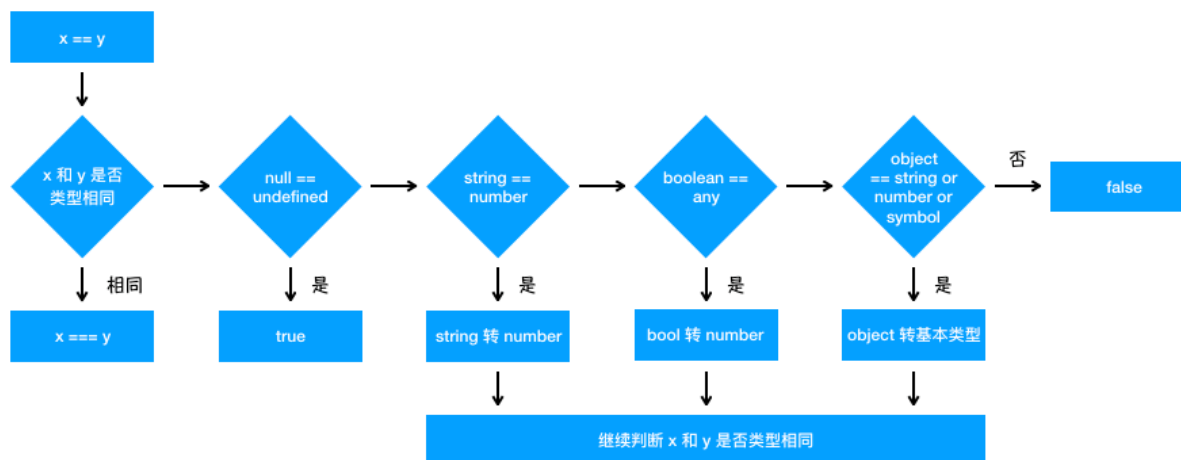 x == y
x 和 y 是否
类型相同
null ==
undefined
string ==
number
boolean ==
any
object
== string or
number or
symbol
否
false
相同
是
是
是
是
x === y
true
string 转 number
bool 转 number
object 转基本类型
继续判断 x 和 y 是否类型相同